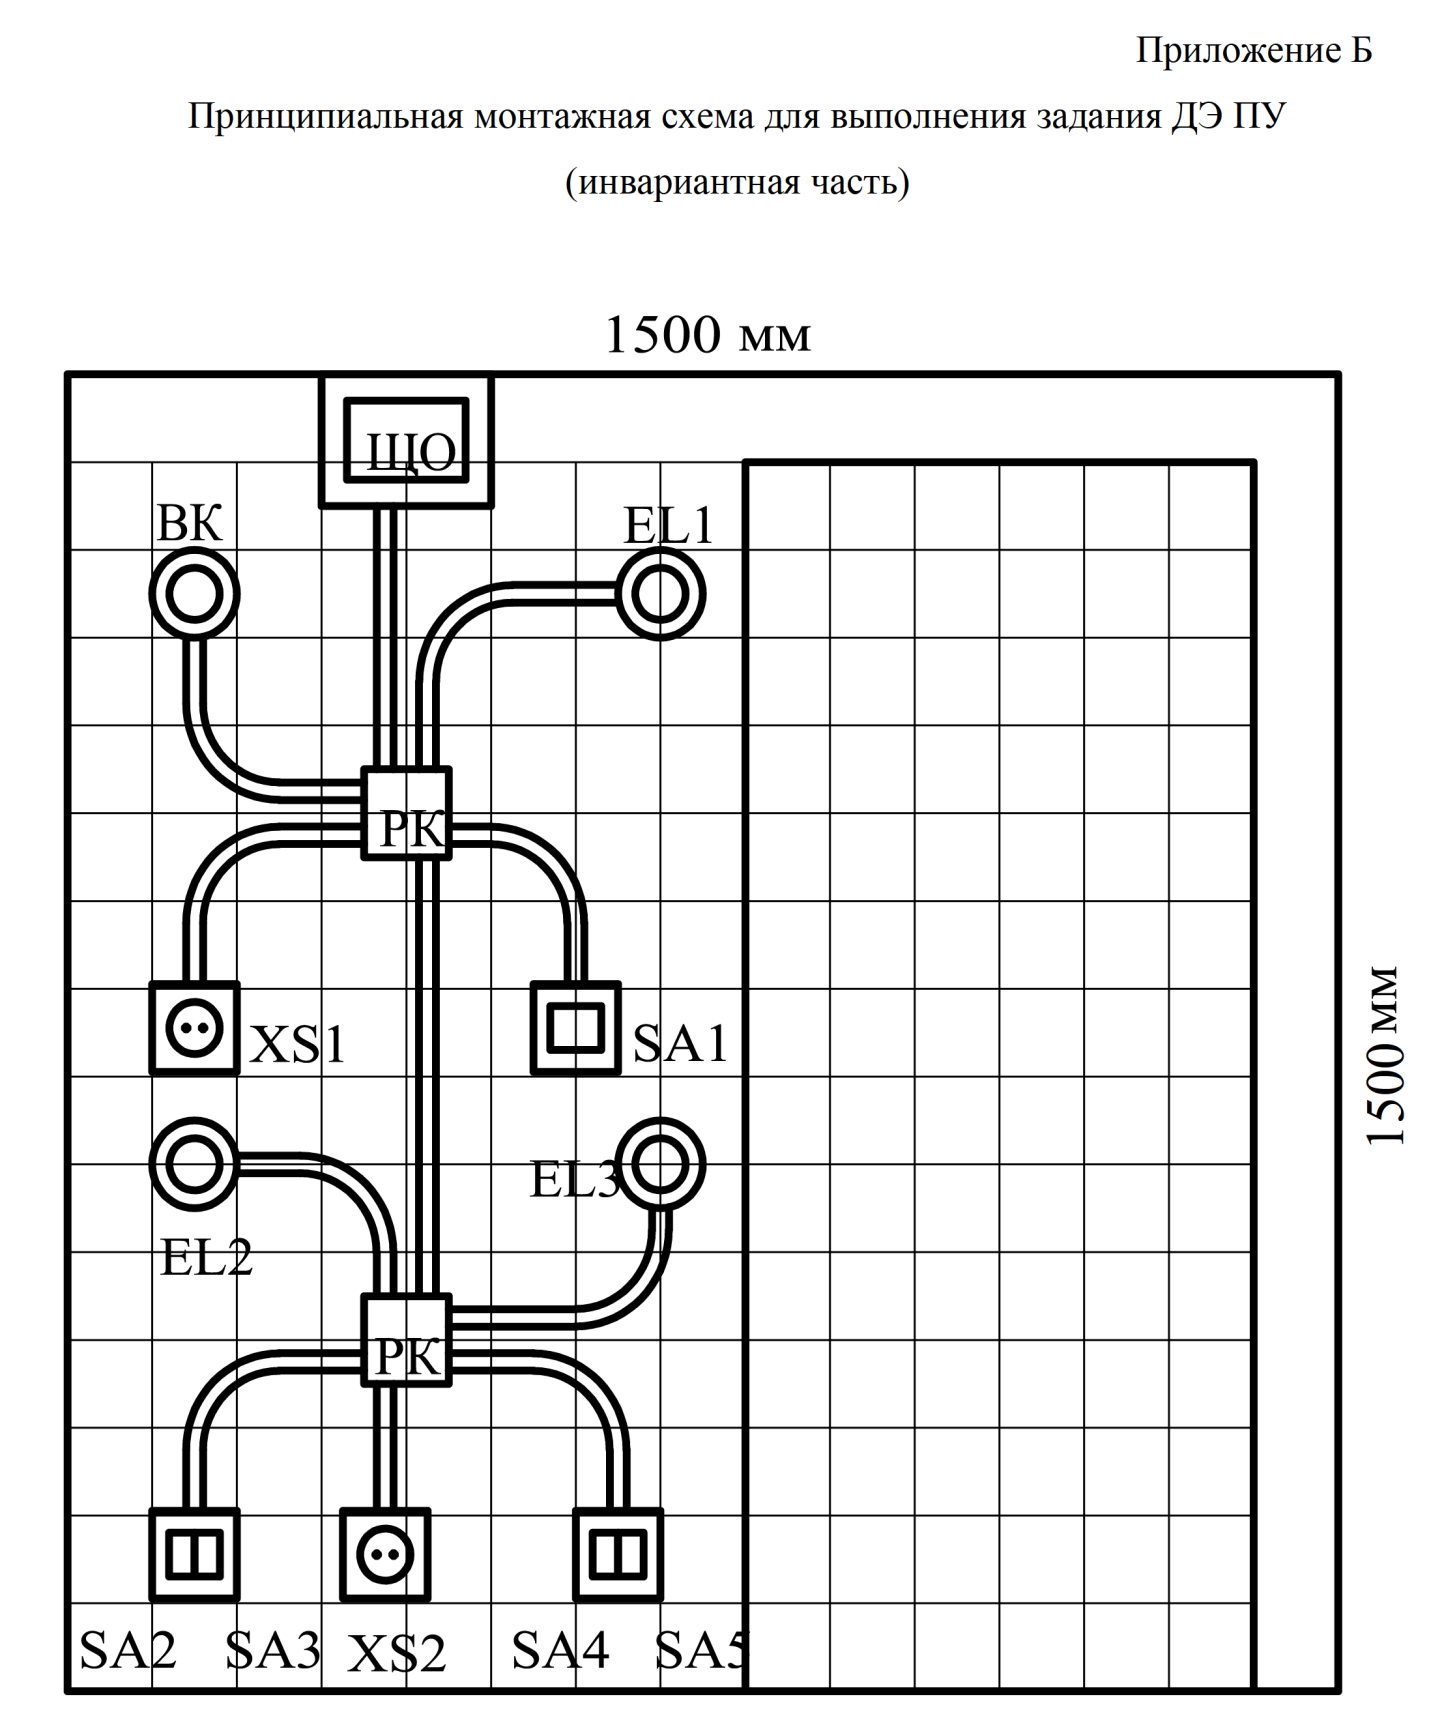 Приложение Б
Принципиальная монтажная схема для выполнения задания ДЭ ПУ
(инвариантная часть)
1500 мм
ЩО
ВК
EL1
РК
XS1
SA1
1500 мм
EL3
EL2
РК
SA2
SA3
XS2
SA4
SA5